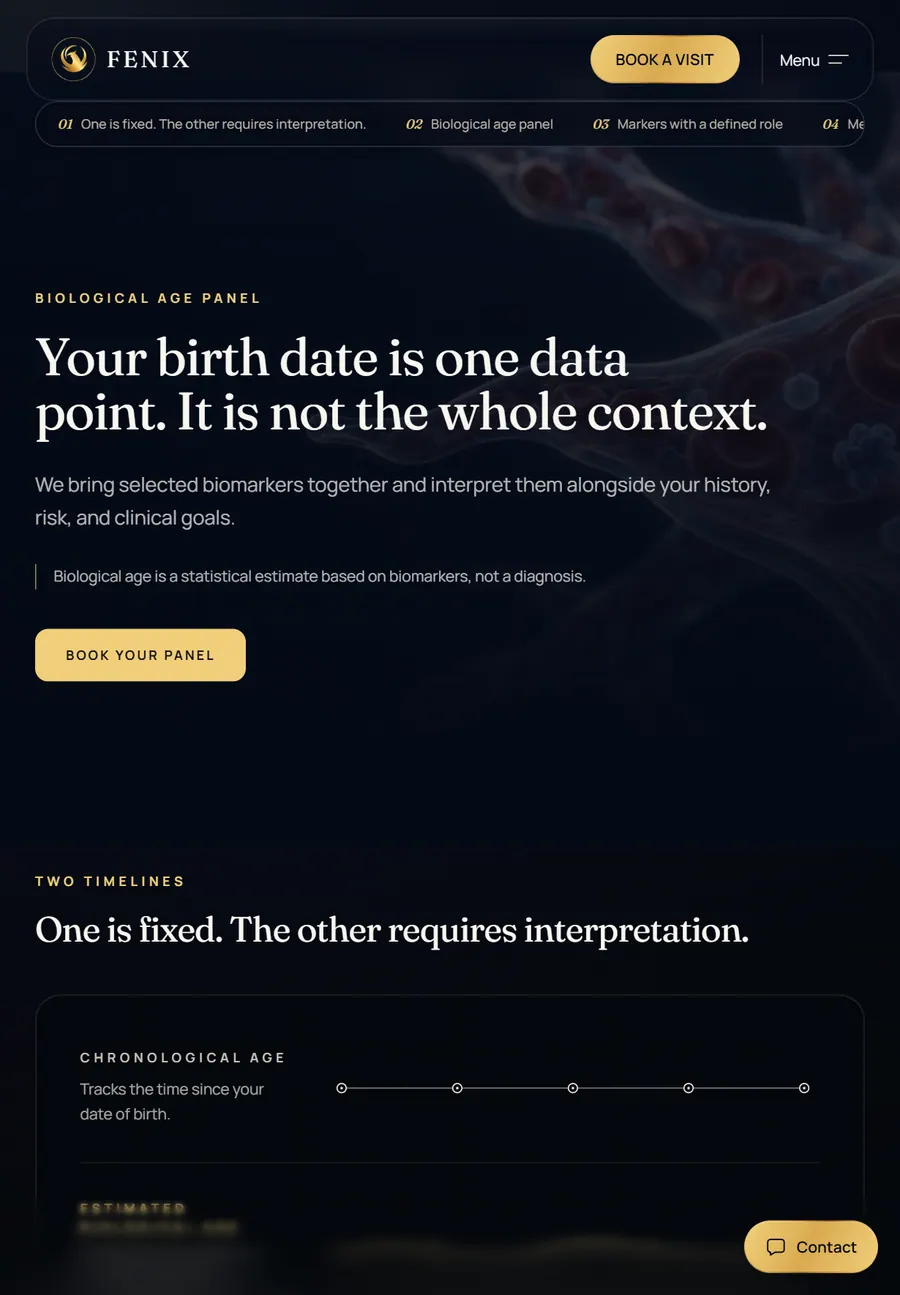 FENIX
BOOK A VISIT
Menu
01 One is fixed. The other requires interpretation.
02 Biological age panel
03 Markers with a defined role
04 Me
BIOLOGICAL AGE PANEL
Your birth date is one data
point. It is not the whole context.
We bring selected biomarkers together and interpret them alongside your history,
risk, and clinical goals.
Biological age is a statistical estimate based on biomarkers, not a diagnosis.
BOOK YOUR PANEL
TWO TIMELINES
One is fixed. The other requires interpretation.
CHRONOLOGICAL AGE
Tracks the time since your
date of birth.
ESTIMATED
BIOLOGICAL AGE
Contact